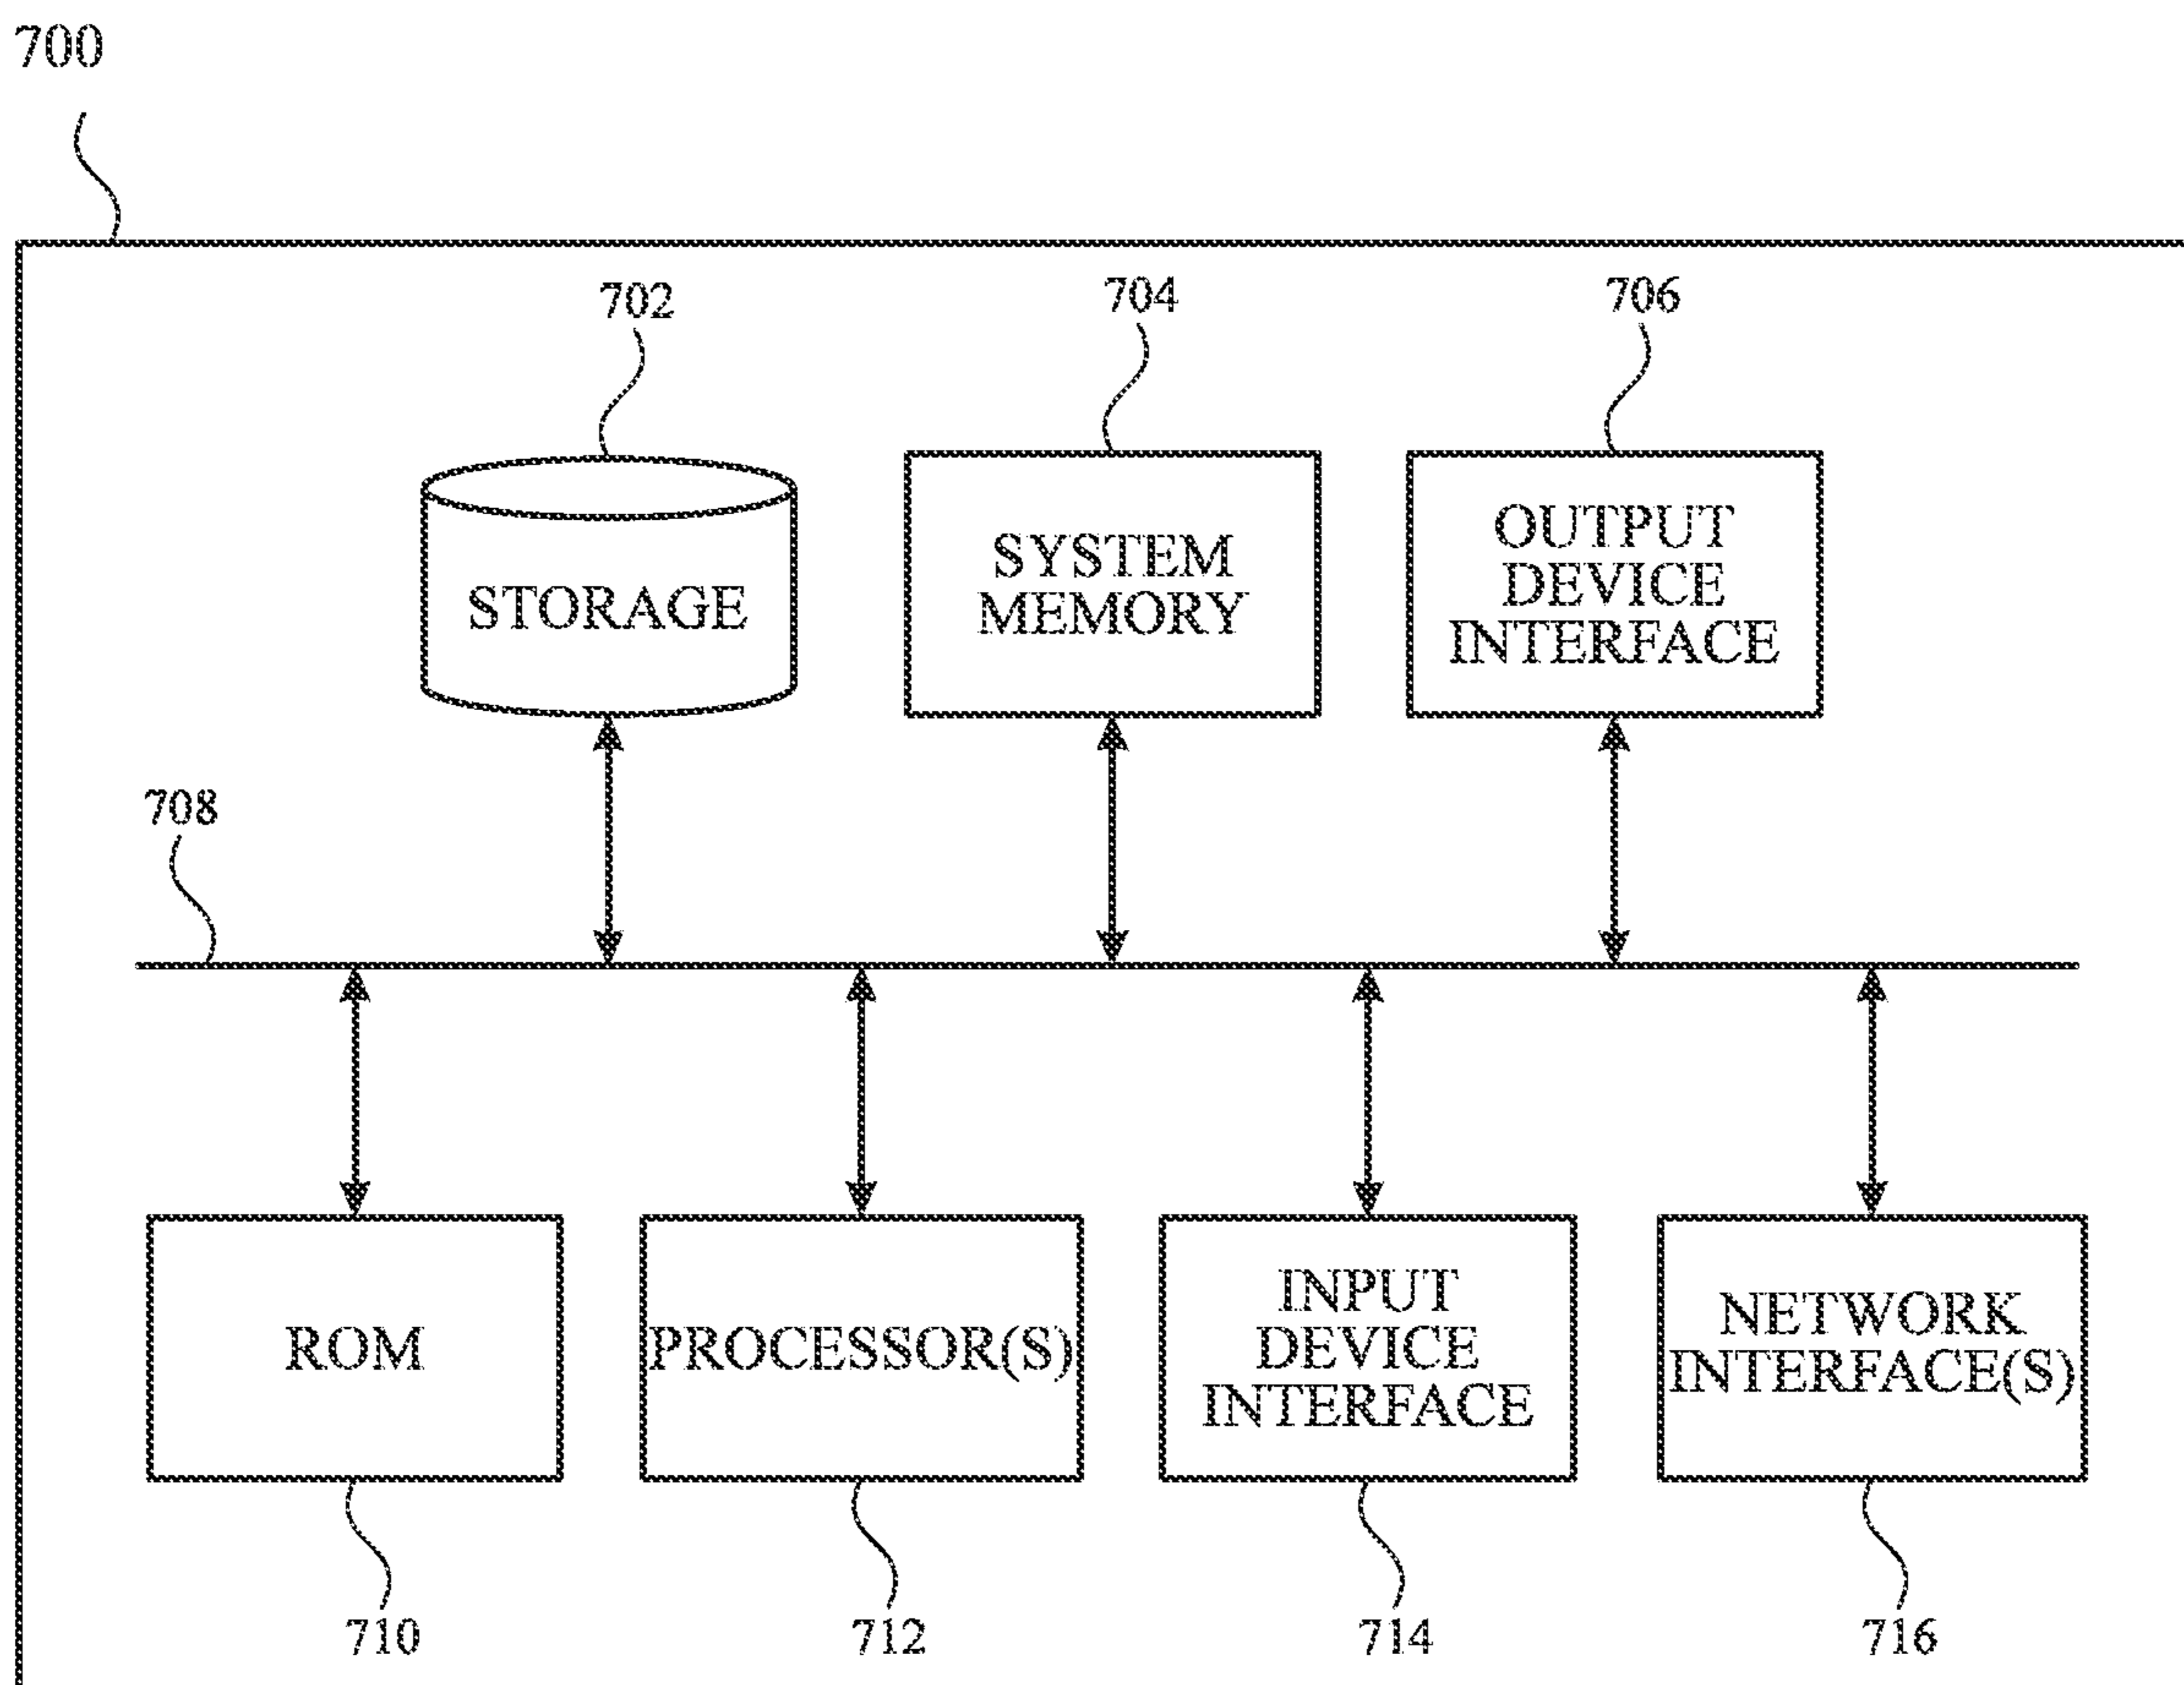 700
702
704
706
STORAGE
SYSTEM
MEMORY
OUTPUT
DEVICE
INTERFACE
708
ROM
PROCESSOR(S)
INPUT
DEVICE
INTERFACE
NETWORK
INTERFACE(S)
710
712
714
716